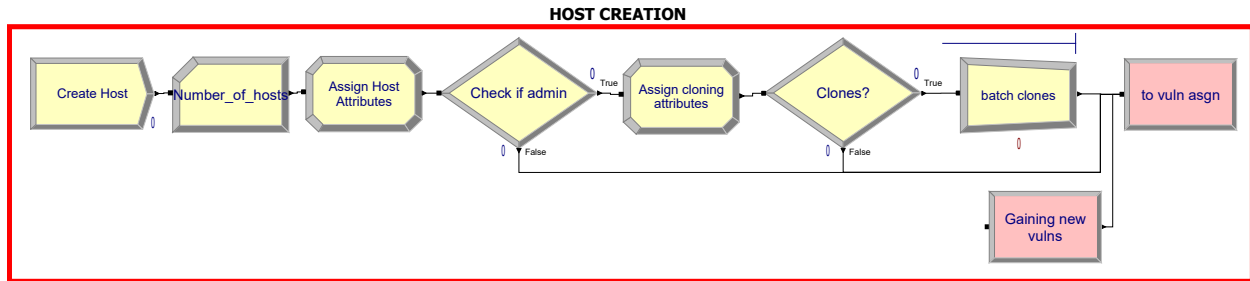 HOST CREATION
Create Host
0
Number_of_hosts
Assign Host
Attributes
Check if admin
0
True
0
False
Assign cloning
attributes
Clones?
0
True
0
False
batch clones
0
to vuln asgn
Gaining new
vulns